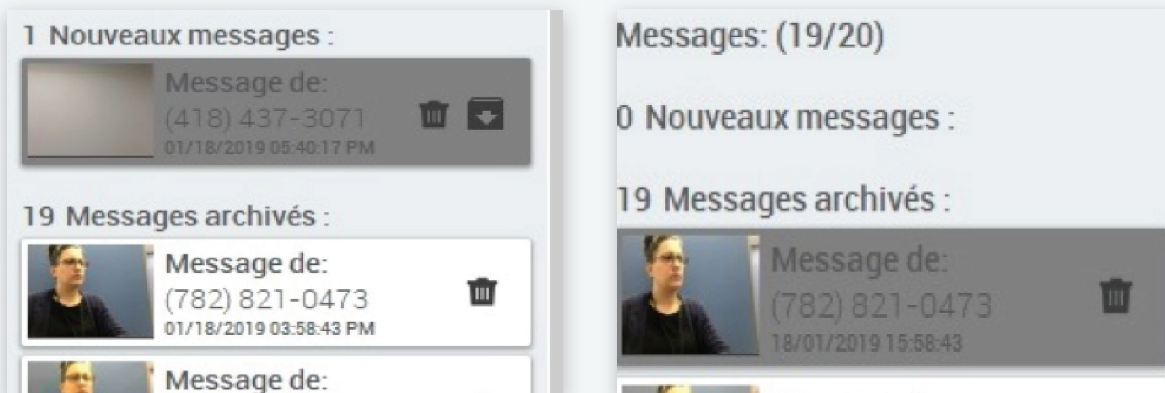 1 Nouveaux messages :
Message de:
(418) 437-3071
01/18/2019 05:40:17 PM
19 Messages archivés :
Message de:
(782) 821-0473
01/18/2019 03:58:43 PM
Message de:
Messages: (19/20)
0 Nouveaux messages :
19 Messages archivés :
Message de:
(782) 821-0473
18/01/2019 15:58:43